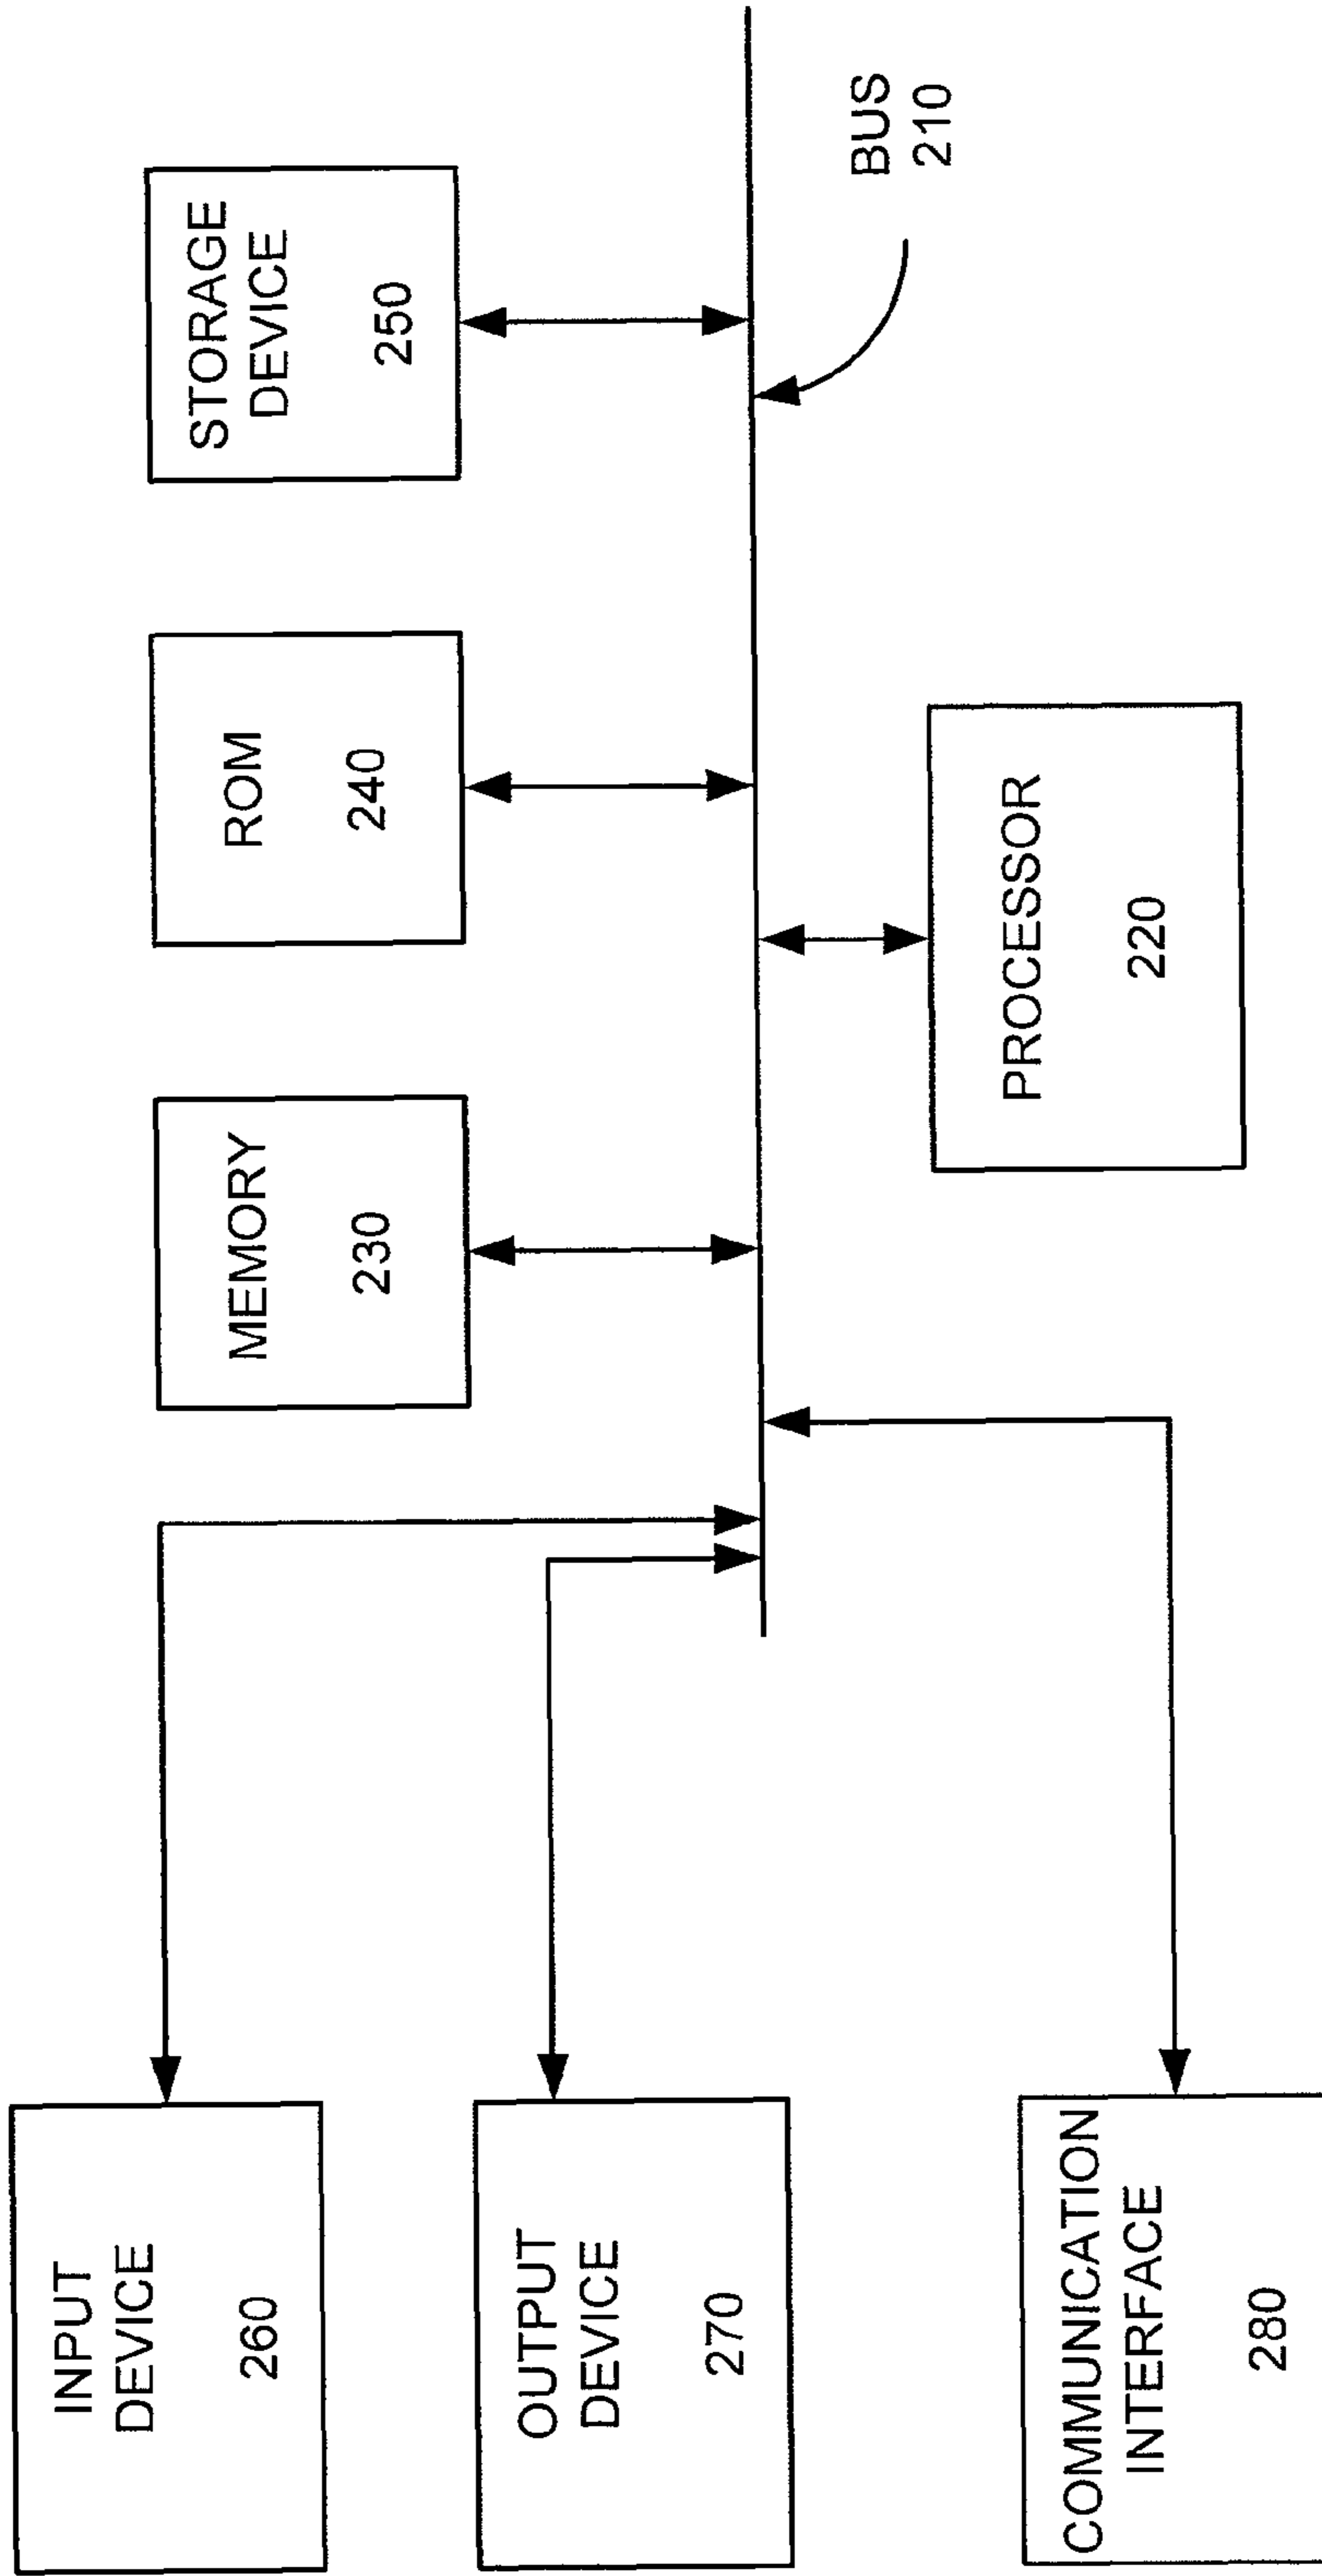 INPUT
DEVICE
260
OUTPUT
DEVICE
270
COMMUNICATION
INTERFACE
280
MEMORY
230
ROM
240
STORAGE
DEVICE
250
PROCESSOR
220
BUS
210